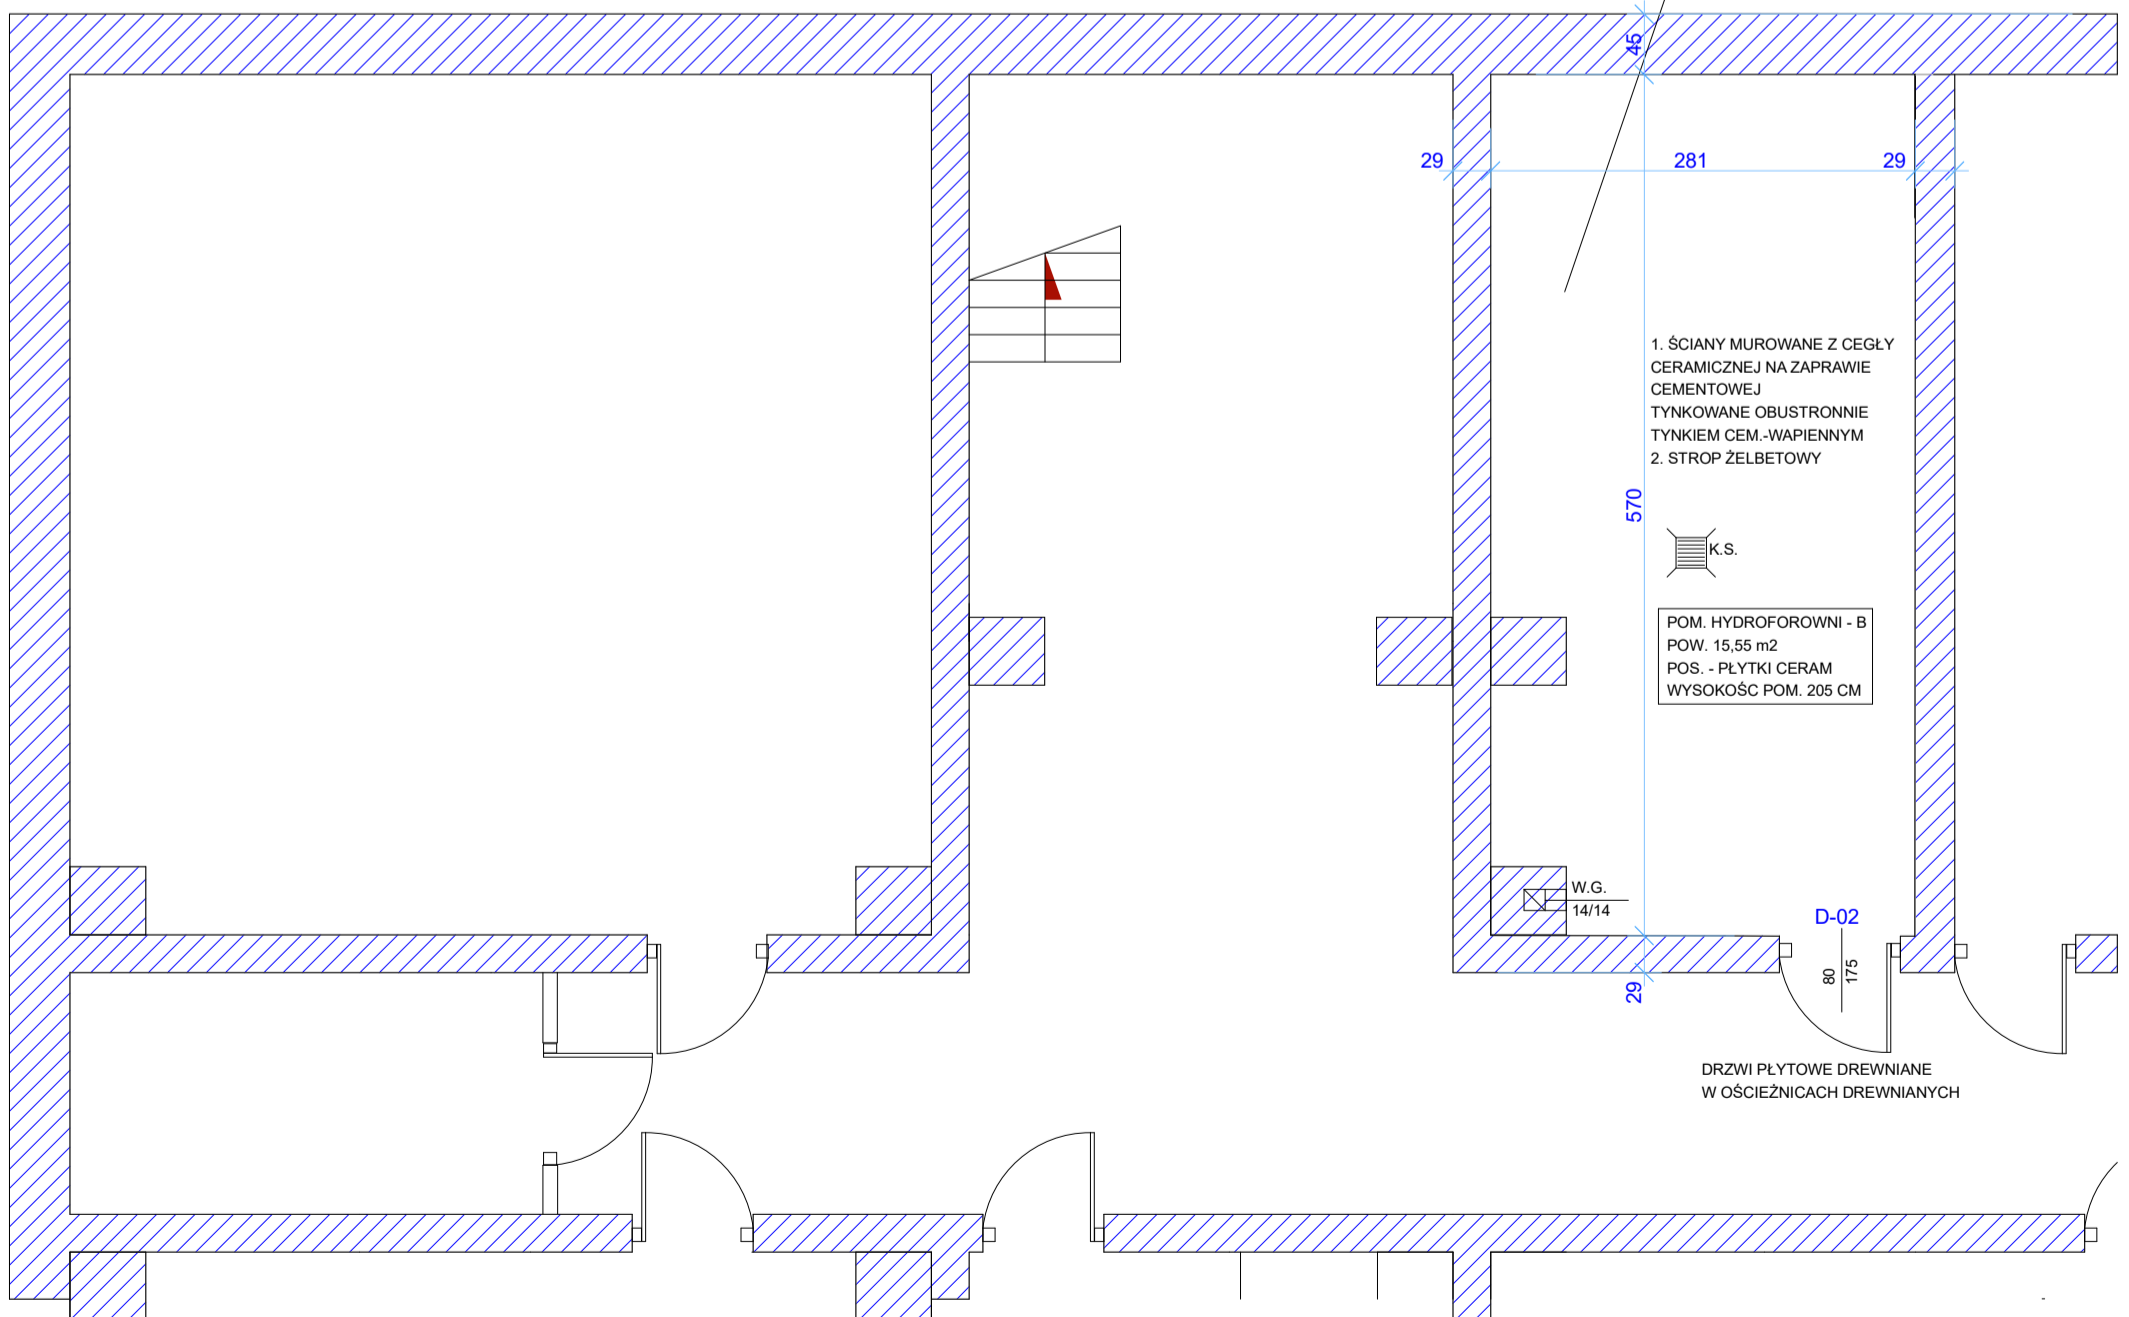 45
29
281
29
1. ŚCIANY MUROWANE Z CEGŁY
CERAMICZNEJ NA ZAPRAWIE
CEMENTOWEJ
TYNKOWANE OBUSTRONNIE
TYNKIEM CEM.-WAPIENNYM
2. STROP ŻELBETOWY
570
K.S.
POM. HYDROFOROWNI - B
POW. 15,55 m2
POS. - PŁYTKI CERAM
WYSOKOŚC POM. 205 CM
W.G.
14/14
D-02
80
175
29
DRZWI PŁYTOWE DREWNIANE
W OŚCIEŻNICACH DREWNIANYCH